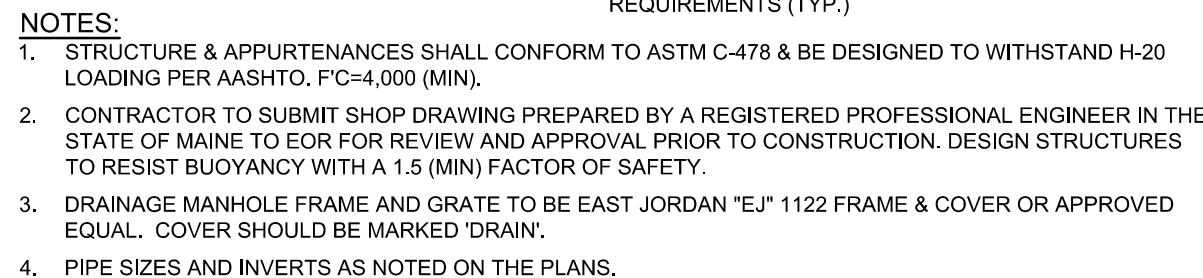 REQUIREMENTS (TYP.)
NOTES:
1. STRUCTURE & APPURTENANCES SHALL CONFORM TO ASTM C-478 & BE DESIGNED TO WITHSTAND H-20
LOADING PER AASHTO. F'C=4,000 (MIN).
2. CONTRACTOR TO SUBMIT SHOP DRAWING PREPARED BY A REGISTERED PROFESSIONAL ENGINEER IN THE
STATE OF MAINE TO EOR FOR REVIEW AND APPROVAL PRIOR TO CONSTRUCTION. DESIGN STRUCTURES
TO RESIST BUOYANCY WITH A 1.5 (MIN) FACTOR OF SAFETY.
3. DRAINAGE MANHOLE FRAME AND GRATE TO BE EAST JORDAN "EJ" 1122 FRAME & COVER OR APPROVED
EQUAL. COVER SHOULD BE MARKED 'DRAIN'.
4. PIPE SIZES AND INVERTS AS NOTED ON THE PLANS.